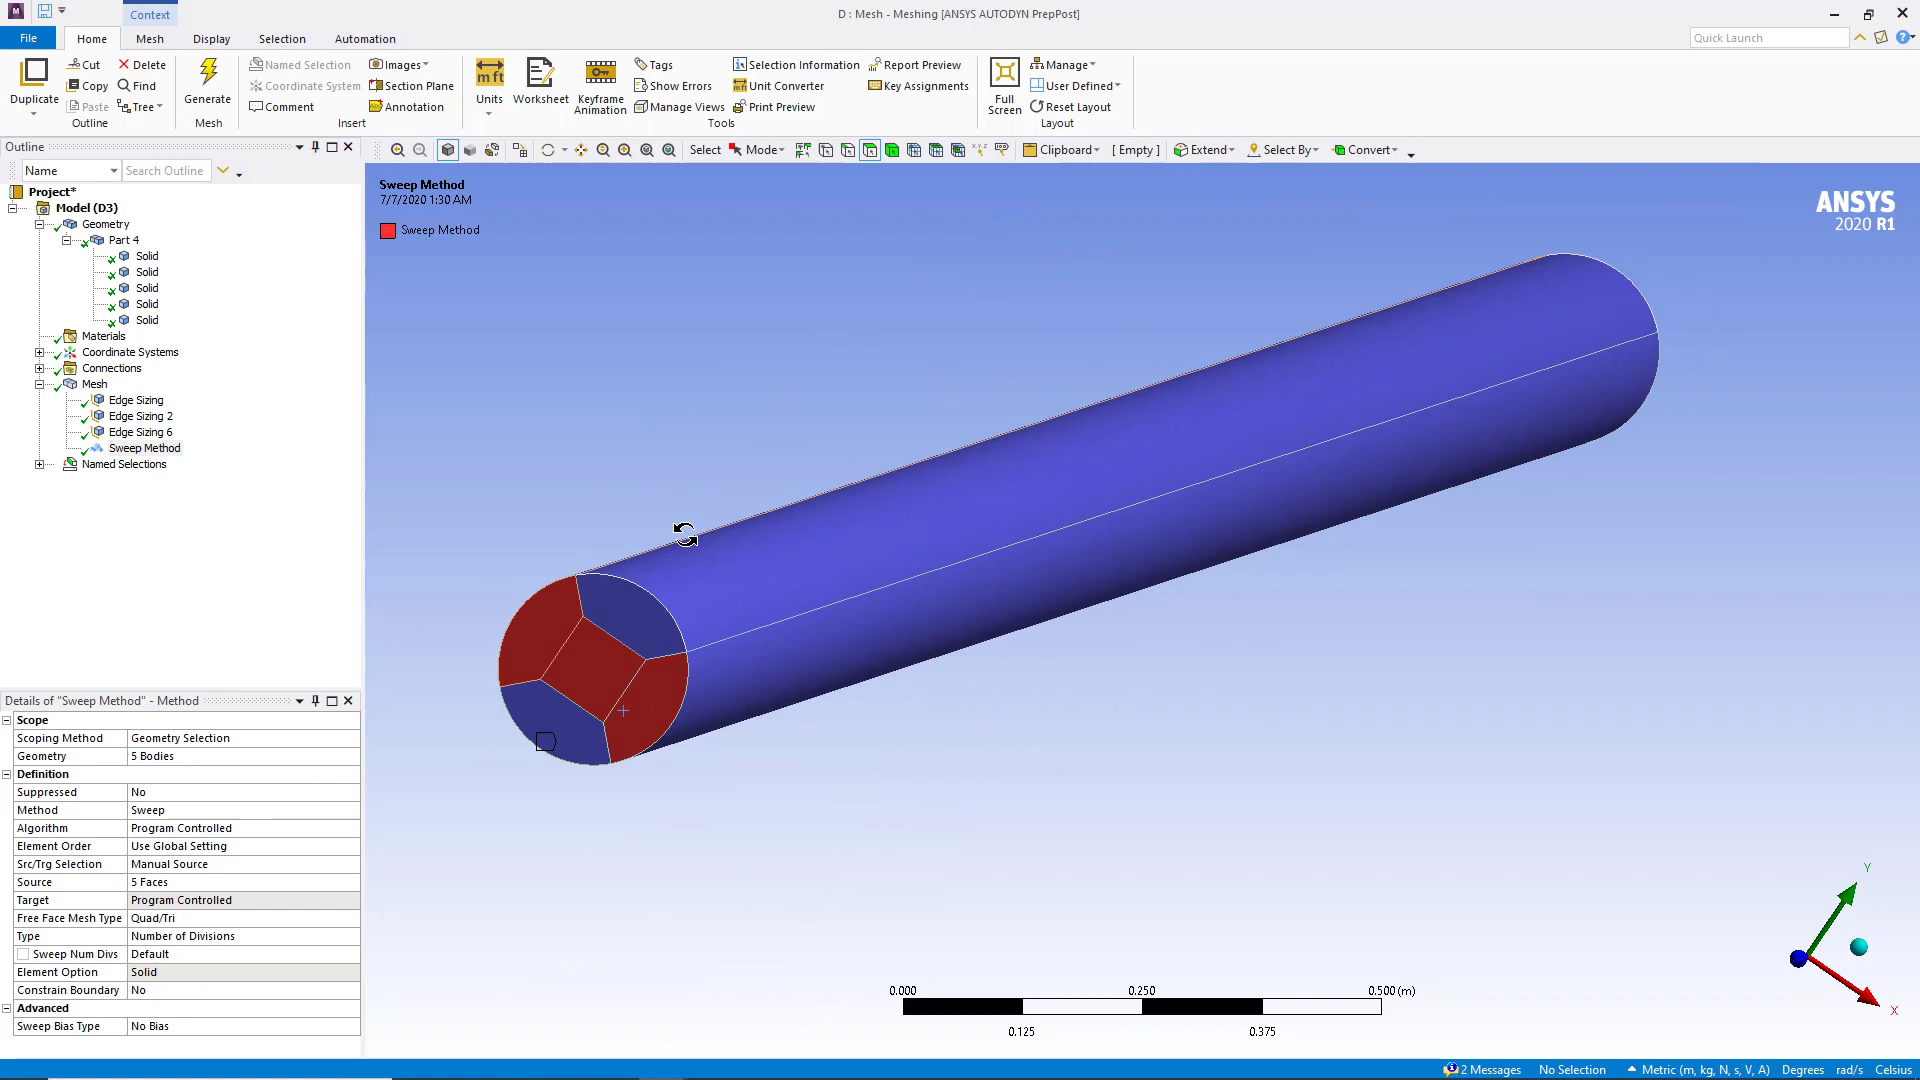 Context
D : Mesh - Meshing [ANSYS AUTODYN PrepPost]
File Home Mesh Display Selection Automation
Quick Launch
Duplicate
Cut
Copy
Paste
Delete
Find
Tree
Outline
Generate
Mesh
Named Selection
Coordinate System
Comment
Images
Section Plane
Annotation
Insert
mft
Units
Worksheet
Keyframe
Animation
Tags
Show Errors
Manage Views
Selection Information
Unit Converter
Print Preview
Report Preview
Key Assignments
Tools
Full
Screen
Manage
User Defined
Reset Layout
Layout
Select Mode Clipboard [ Empty ] Extend Select By Convert
Outline
Name Search Outline
Project*
Model (D3)
Geometry
Part 4
Solid
Solid
Solid
Solid
Solid
Materials
Coordinate Systems
Connections
Mesh
Edge Sizing
Edge Sizing 2
Edge Sizing 6
Sweep Method
Named Selections
Details of "Sweep Method" - Method
Scope
Scoping Method Geometry Selection
Geometry 5 Bodies
Definition
Suppressed No
Method Sweep
Algorithm Program Controlled
Element Order Use Global Setting
Src/Trg Selection Manual Source
Source 5 Faces
Target Program Controlled
Free Face Mesh Type Quad/Tri
Type Number of Divisions
Sweep Num Divs Default
Element Option Solid
Constrain Boundary No
Advanced
Sweep Bias Type No Bias
Sweep Method
7/7/2020 1:30 AM
Sweep Method
ANSYS
2020 R1
Y
X
0.000 0.250 0.500 (m)
0.125 0.375
2 Messages No Selection Metric (m, kg, N, s, V, A) Degrees rad/s Celsius